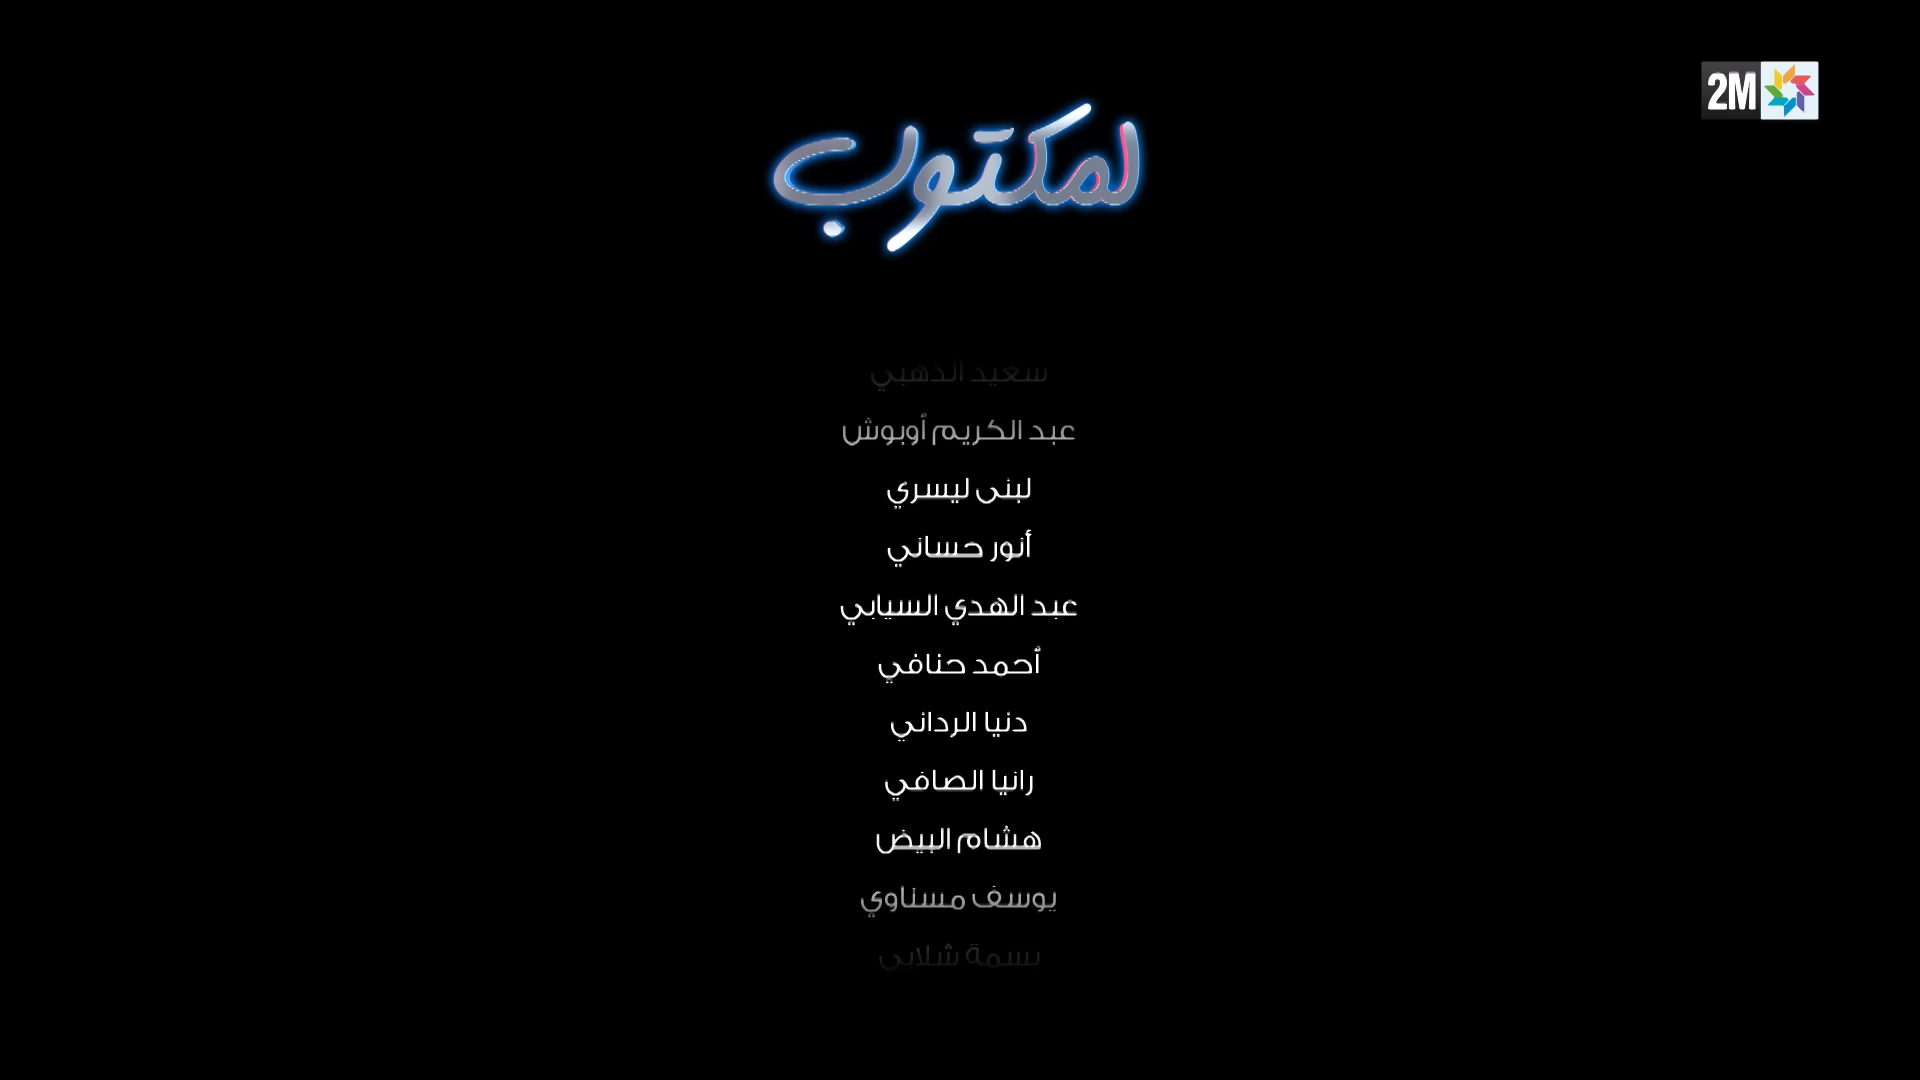 2M
لمكتوب
سعيد الذهبي
عبد الكريم أوبوش
لبنى ليسري
أنور حساني
عبد الهدي السيابي
أحمد حنافي
دنيا الرداني
رانيا الصافي
هشام البيض
يوسف مسناوي
بسمة شلابي